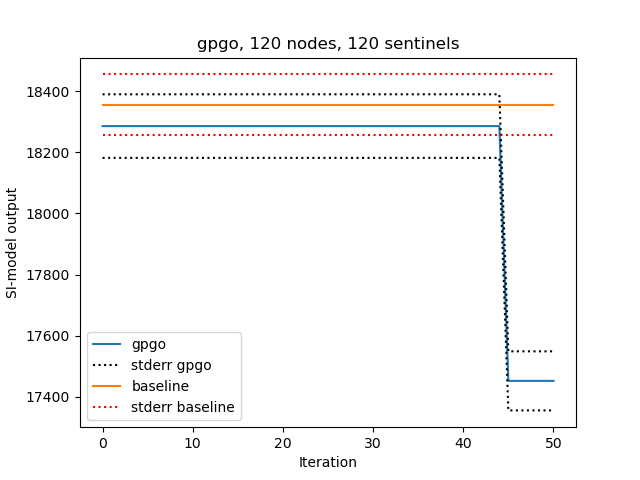 gpgo, 120 nodes, 120 sentinels
SI-model output
18400
18200
18000
17800
17600
17400
gpgo
stderr gpgo
baseline
stderr baseline
0 10 20 30 40 50
Iteration